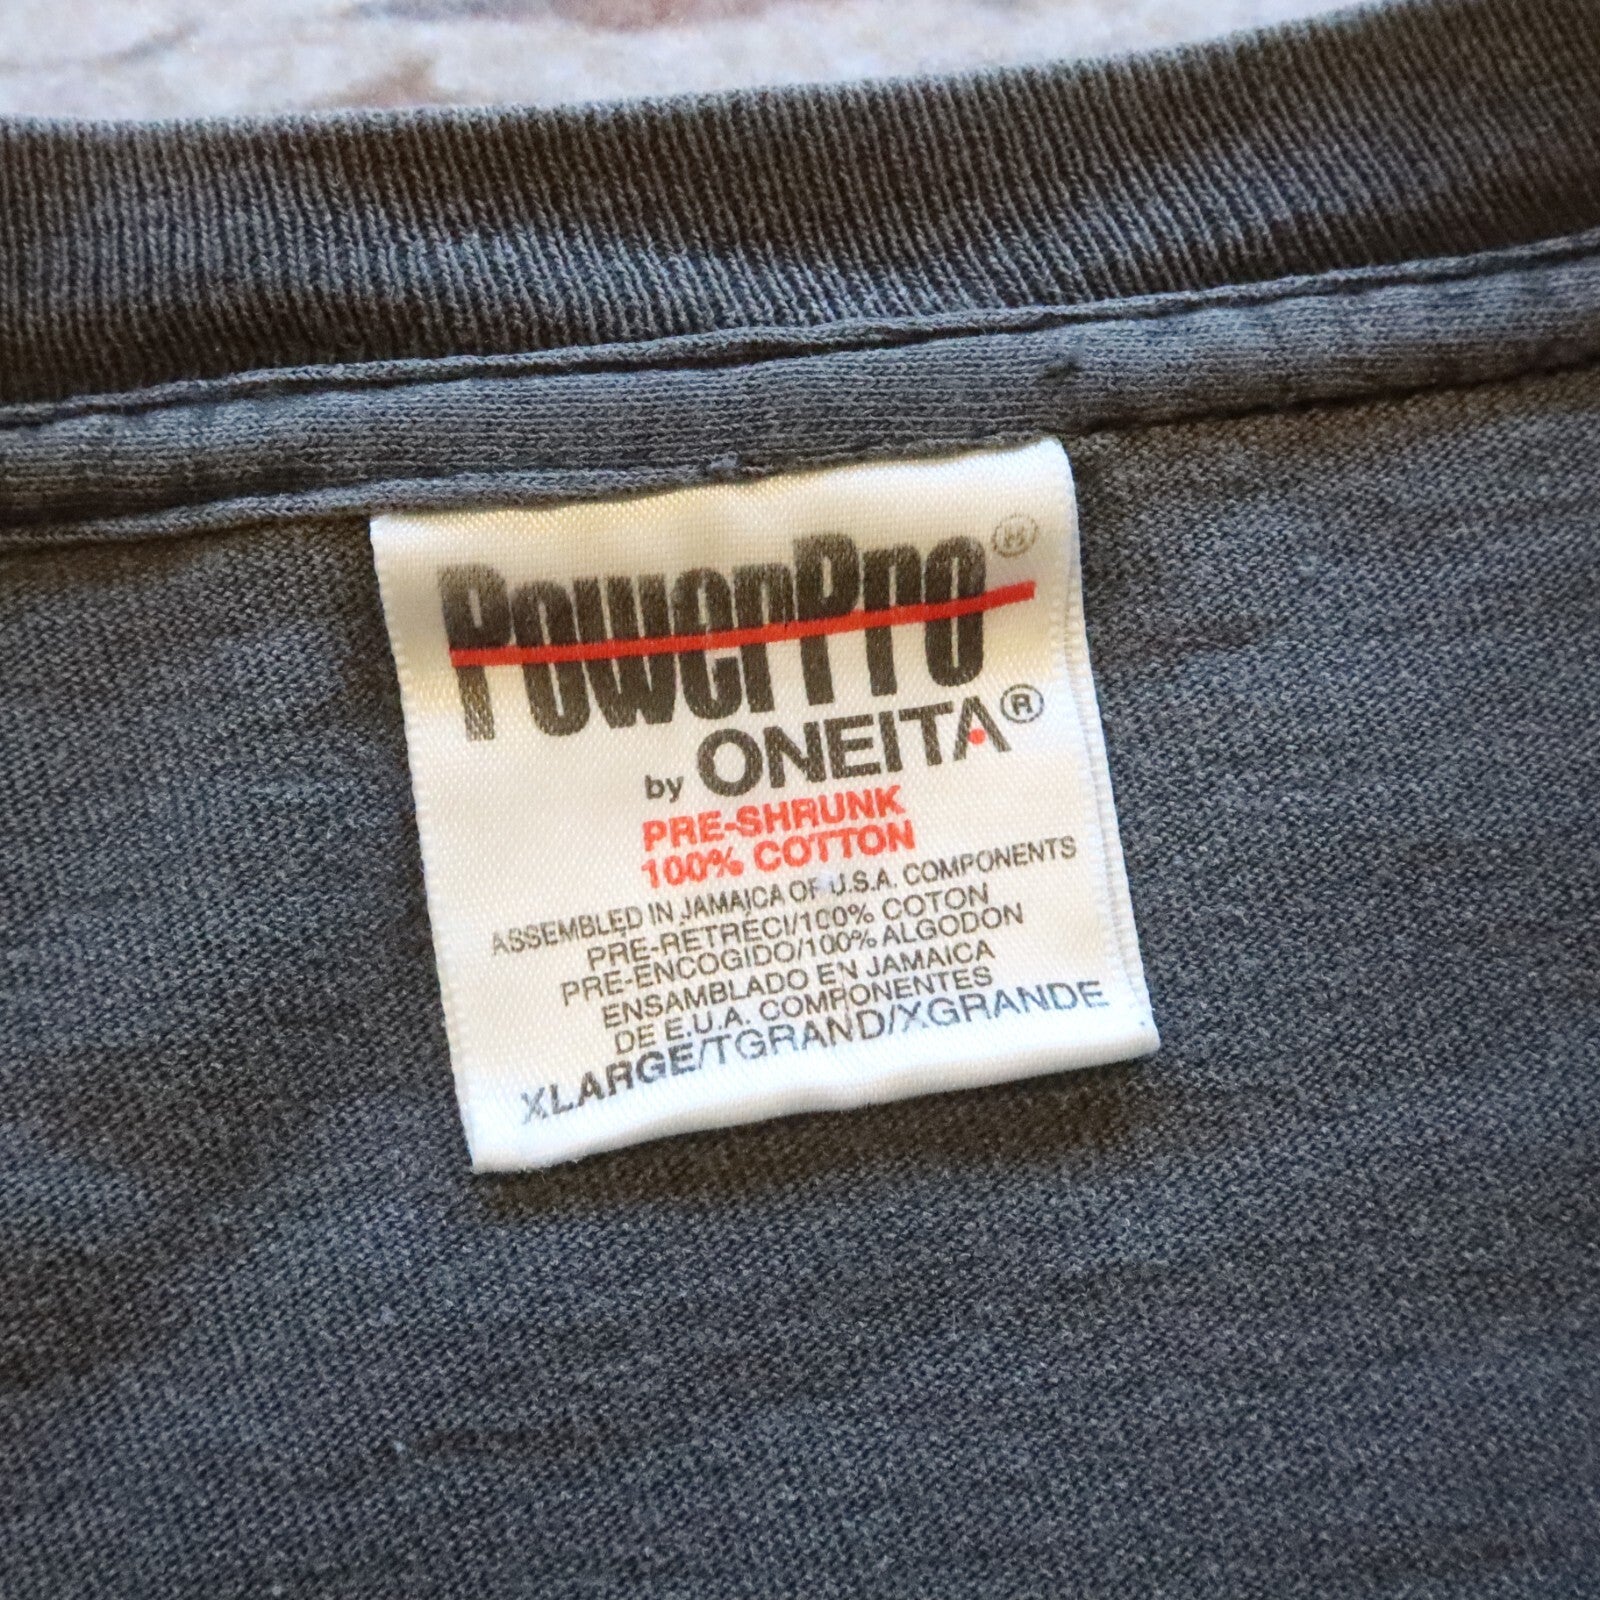 PowerPro®
by ONEITA®
PRE-SHRUNK
100% COTTON
ASSEMBLED IN JAMAICA OF U.S.A. COMPONENTS
PRE-RETRECI/100% COTON
PRE-ENCOGIDO/100% ALGODON
ENSAMBLADO EN JAMAICA
DE E.U.A. COMPONENTES
XLARGE/TGRAND/XGRANDE